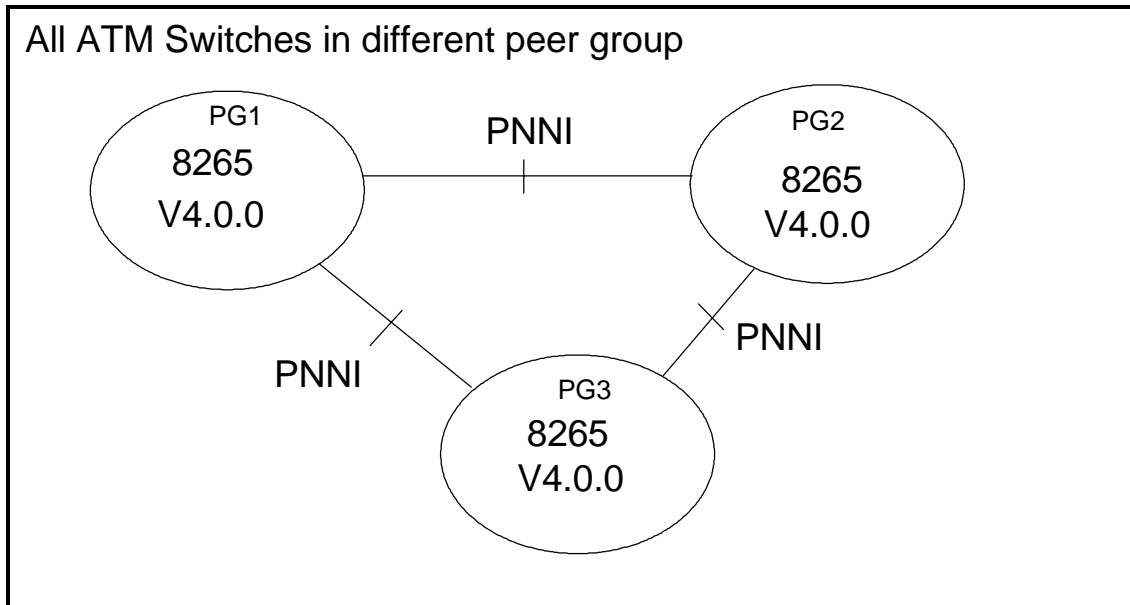 All ATM Switches in different peer group
PG1
8265
V4.0.0
PNNI
PG2
8265
V4.0.0
PNNI
PNNI
PG3
8265
V4.0.0